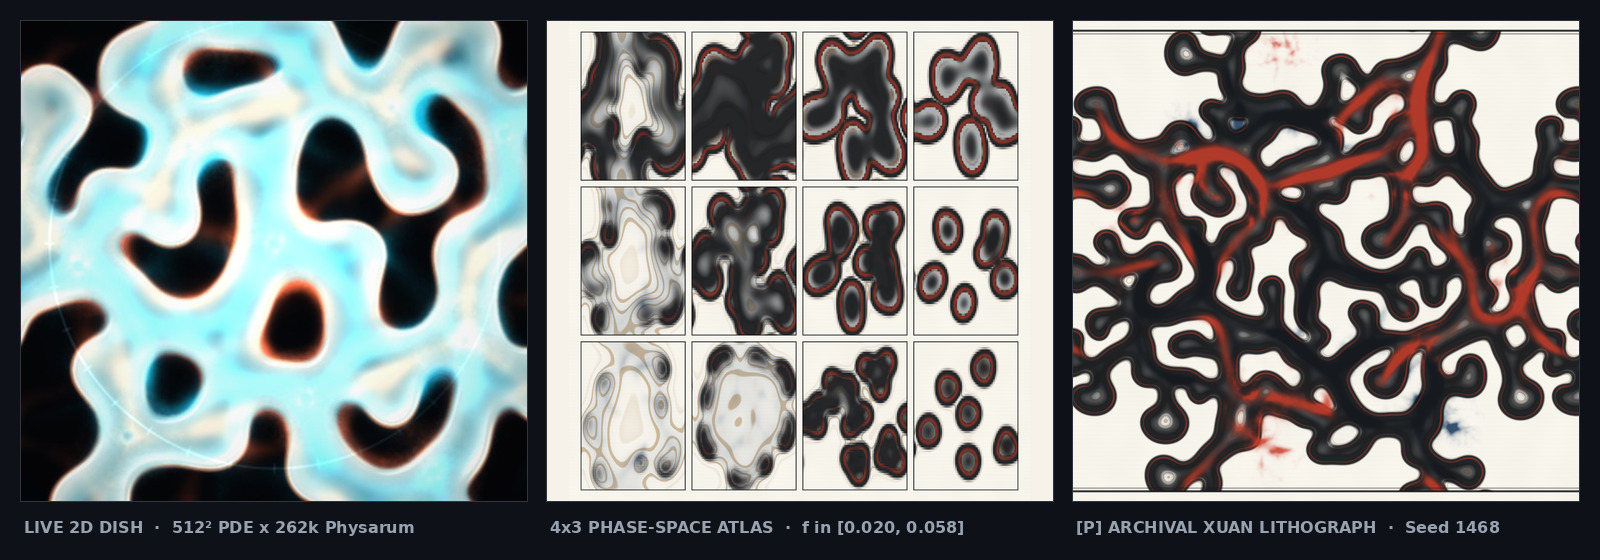 LIVE 2D DISH · 512² PDE x 262k Physarum
4x3 PHASE-SPACE ATLAS · f in [0.020, 0.058]
[P] ARCHIVAL XUAN LITHOGRAPH · Seed 1468